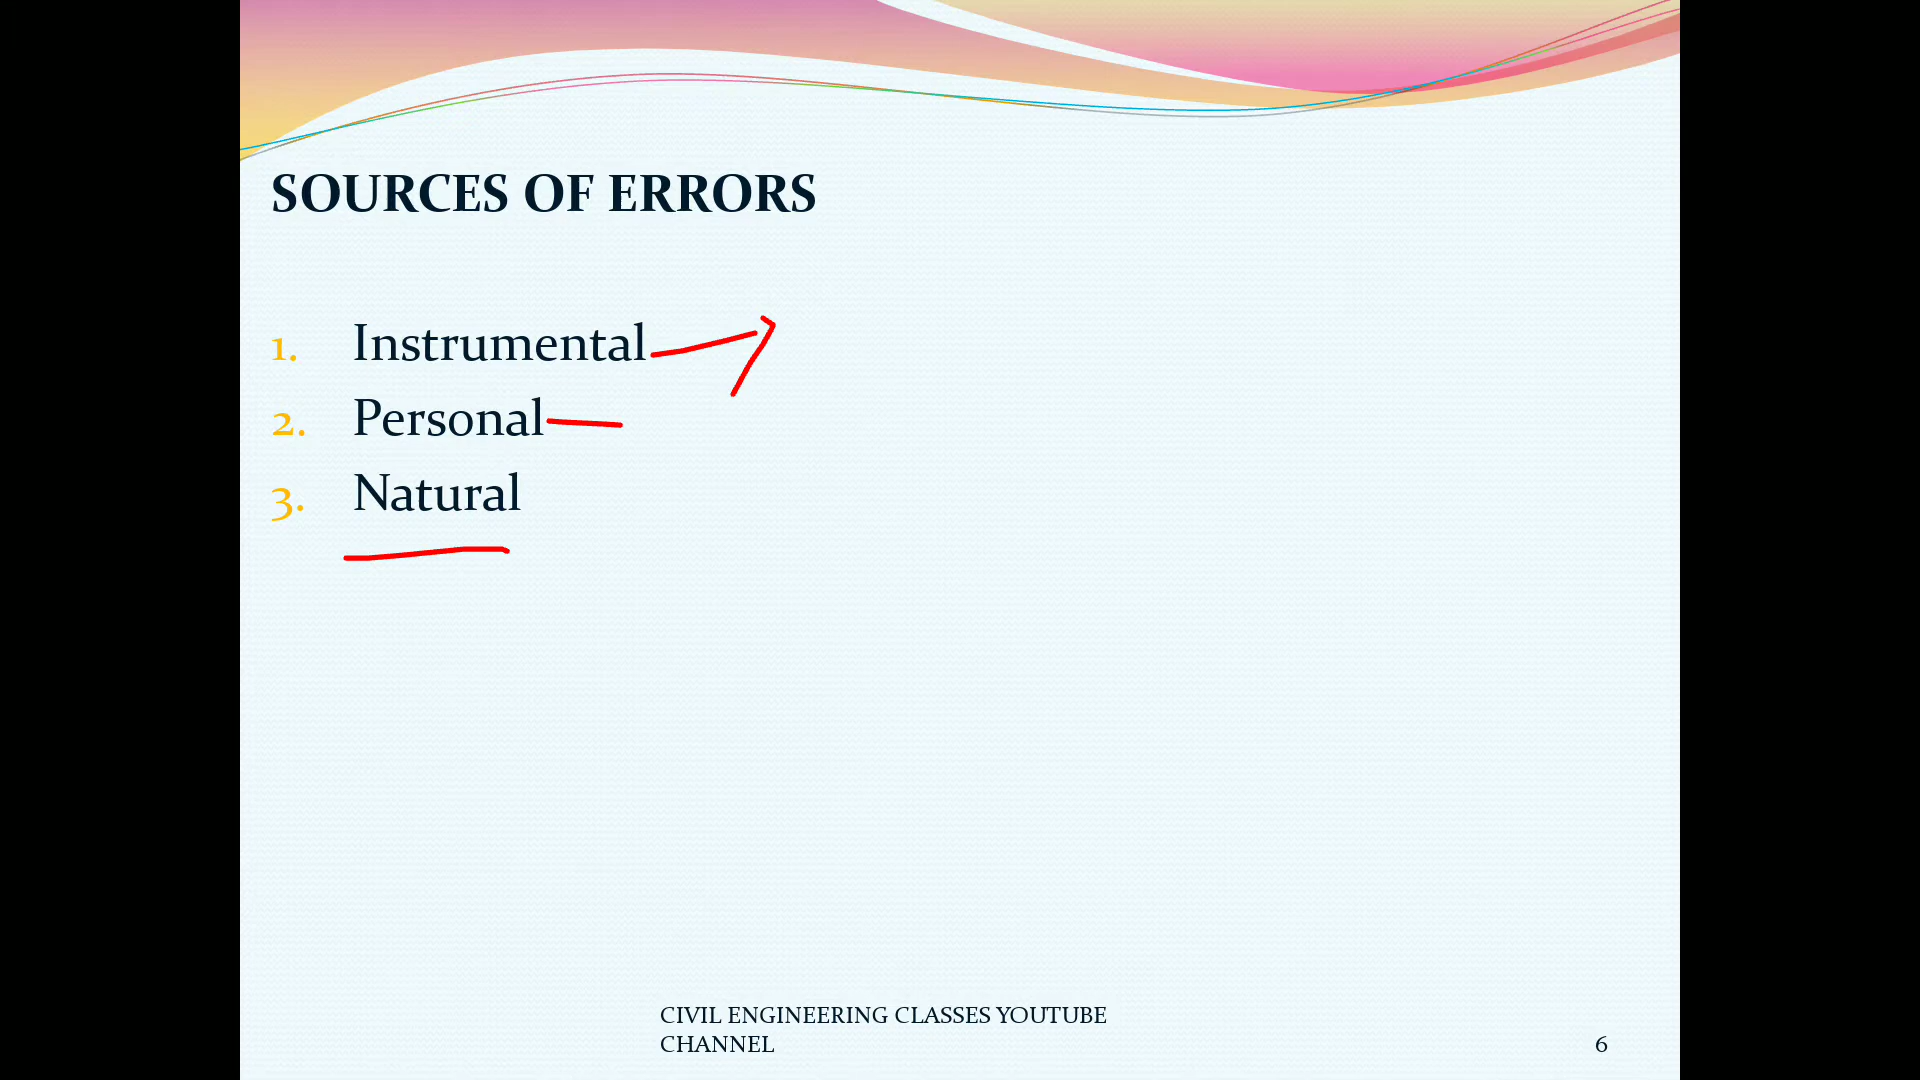 SOURCES OF ERRORS
1. Instrumental
2. Personal
3. Natural
CIVIL ENGINEERING CLASSES YOUTUBE
CHANNEL
6